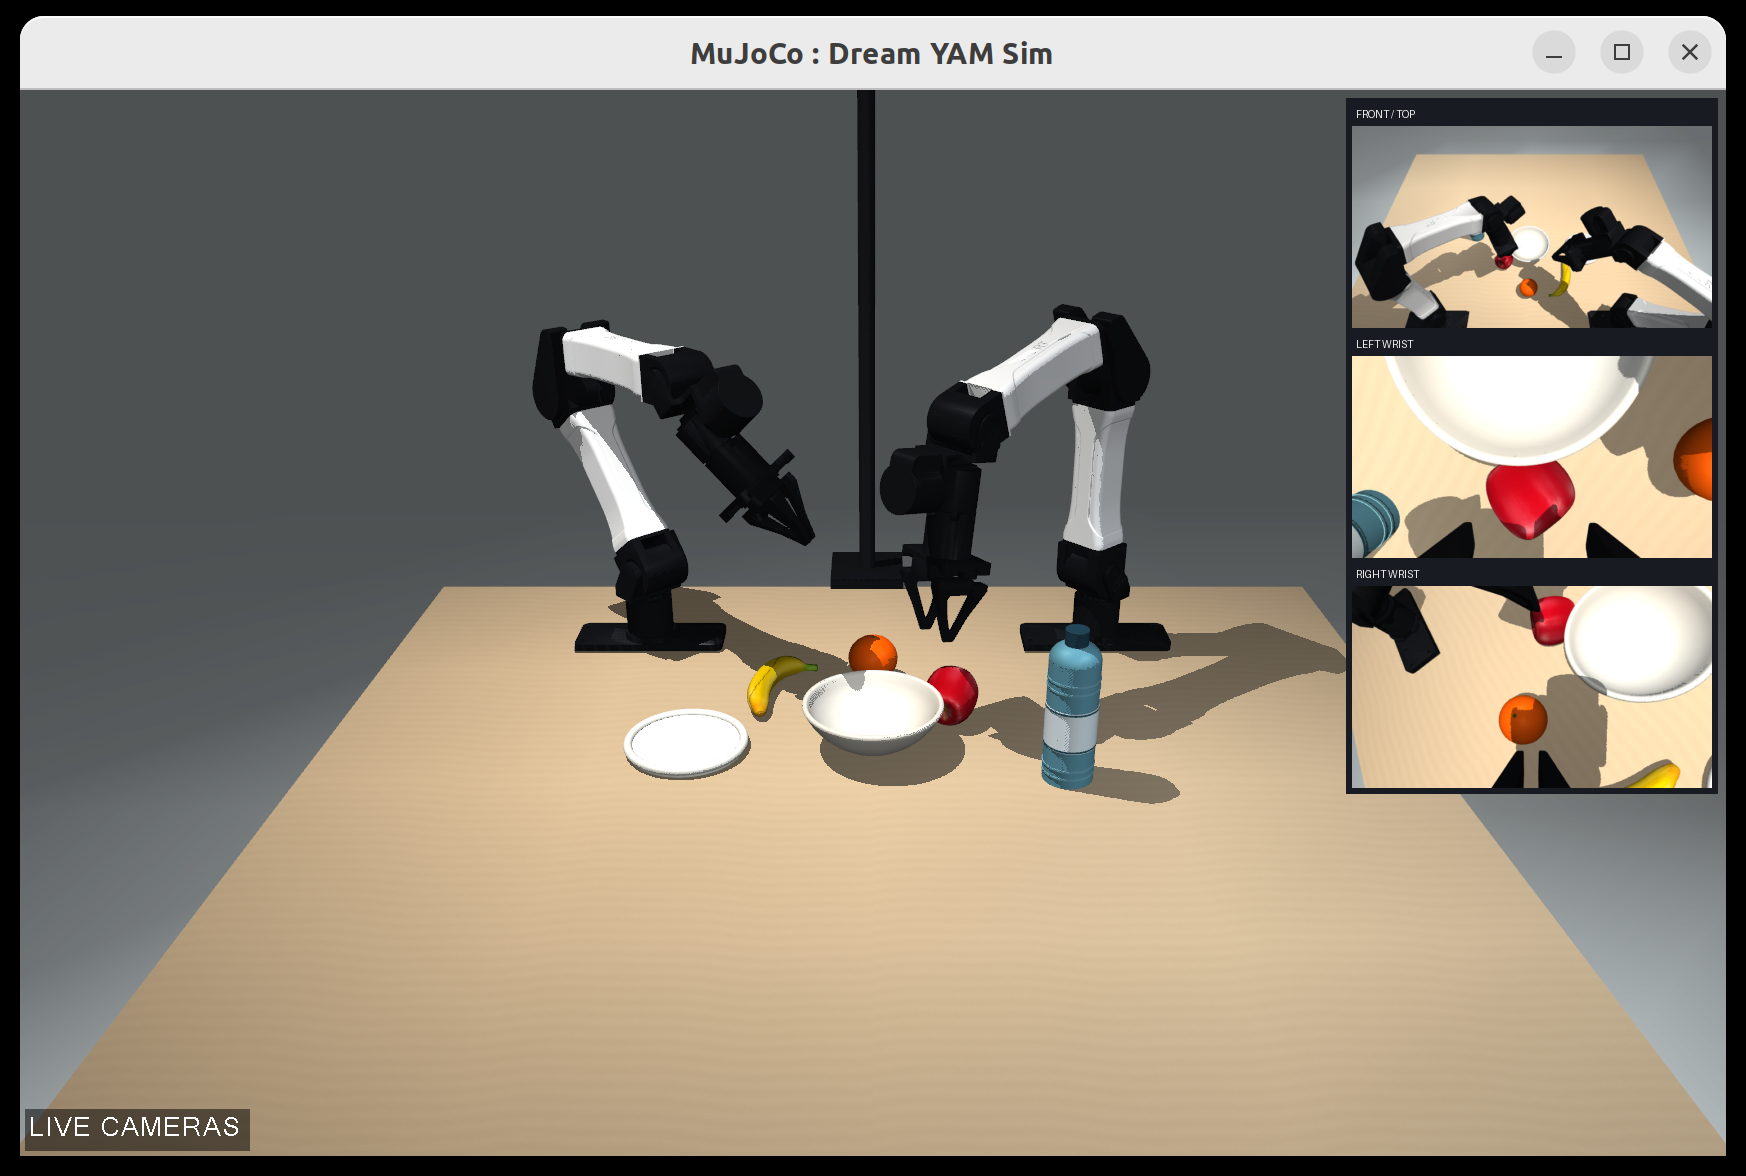 MuJoCo : Dream YAM Sim
FRONT / TOP
LEFT WRIST
RIGHT WRIST
LIVE CAMERAS